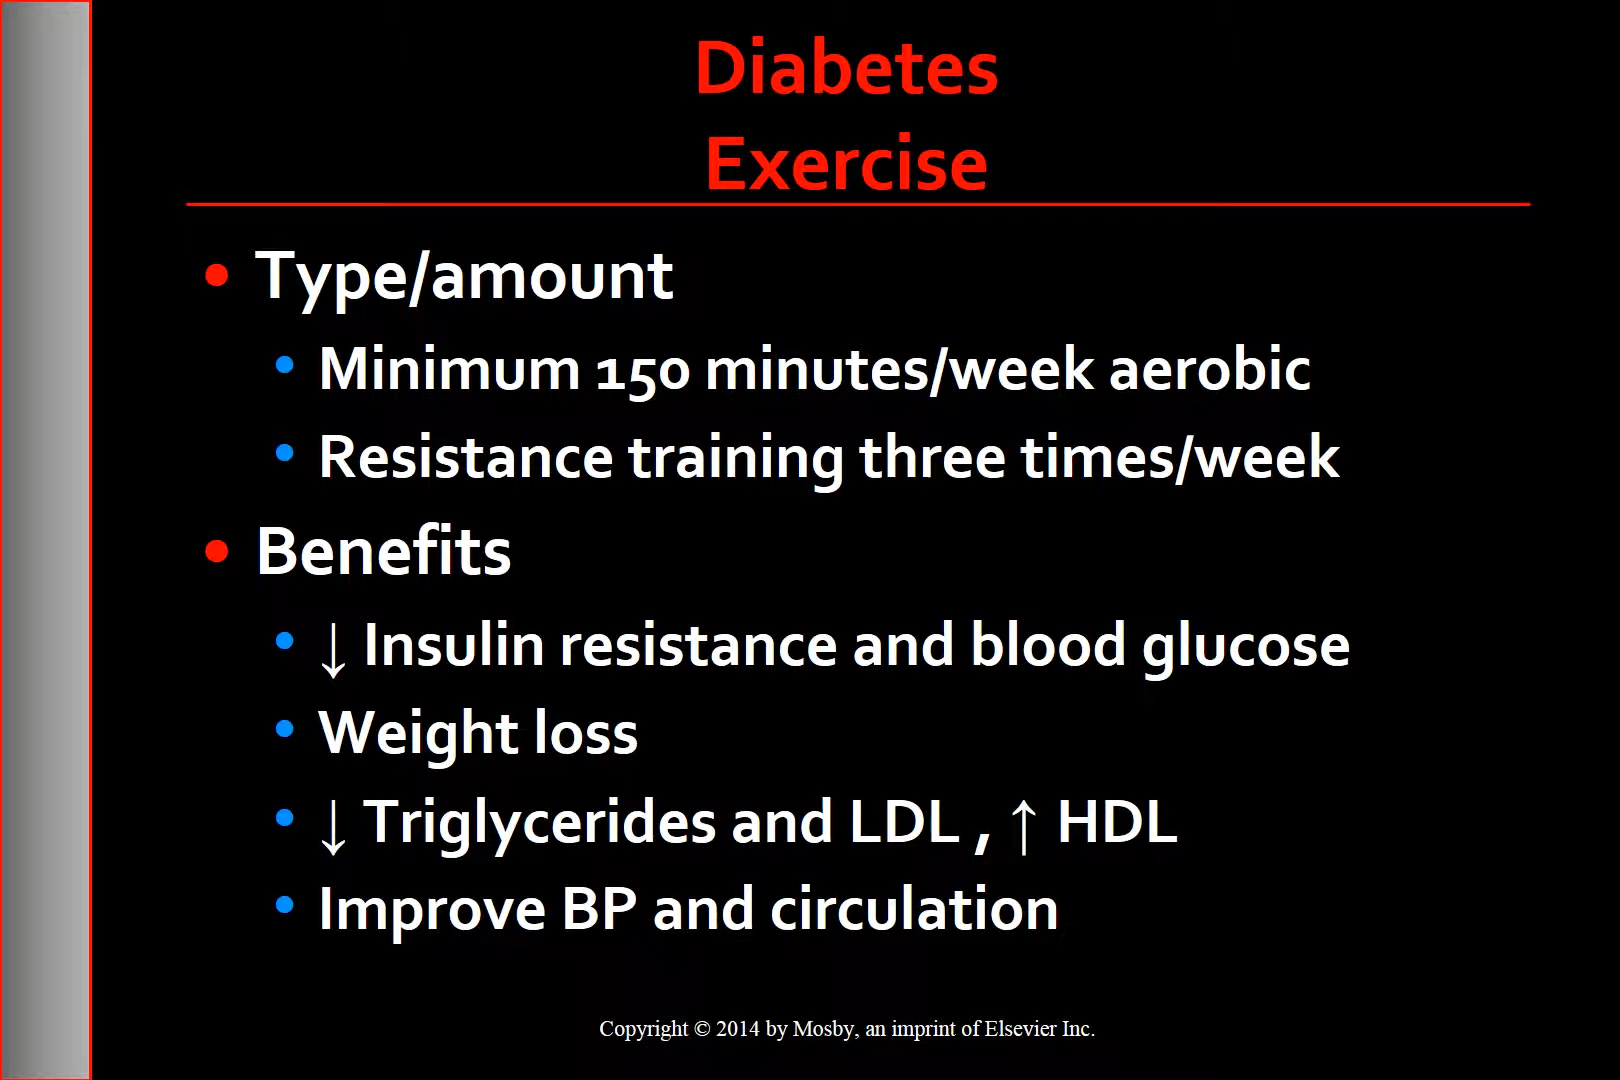 Diabetes
Exercise
• Type/amount
• Minimum 150 minutes/week aerobic
• Resistance training three times/week
• Benefits
• ↓ Insulin resistance and blood glucose
• Weight loss
• ↓ Triglycerides and LDL , ↑ HDL
• Improve BP and circulation
Copyright © 2014 by Mosby, an imprint of Elsevier Inc.